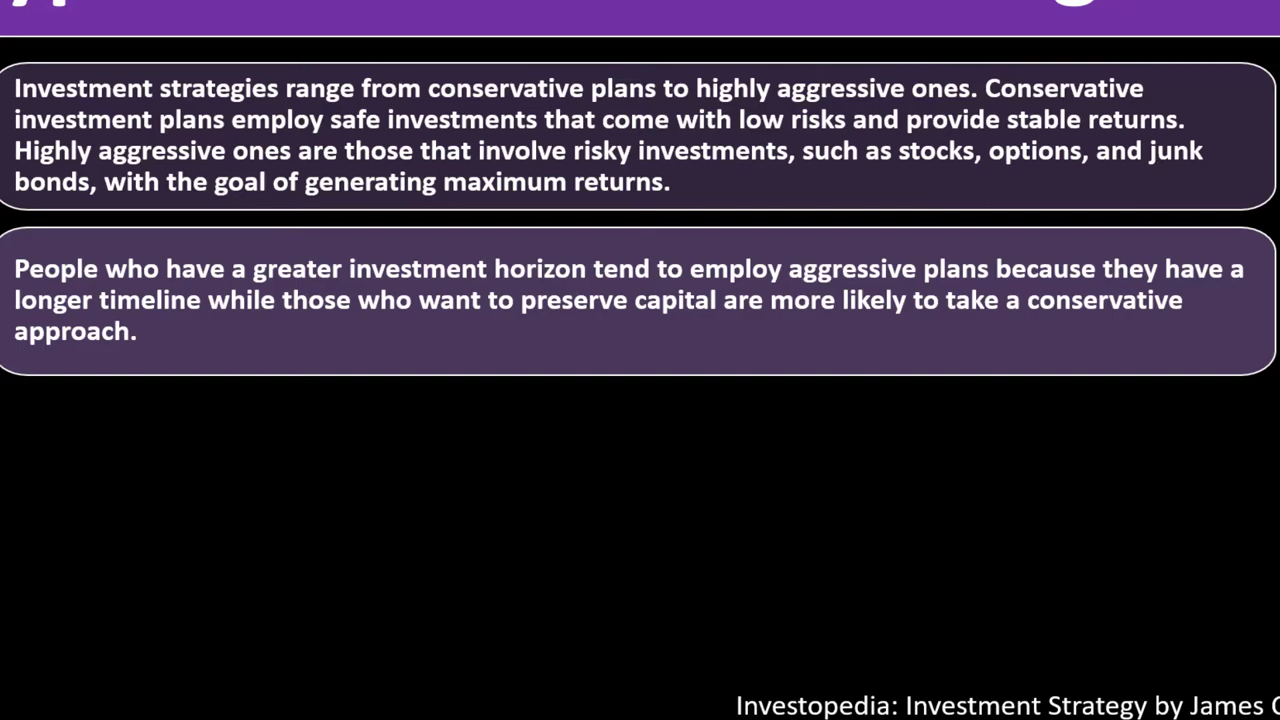 Investment strategies range from conservative plans to highly aggressive ones. Conservative
investment plans employ safe investments that come with low risks and provide stable returns.
Highly aggressive ones are those that involve risky investments, such as stocks, options, and junk
bonds, with the goal of generating maximum returns.
People who have a greater investment horizon tend to employ aggressive plans because they have a
longer timeline while those who want to preserve capital are more likely to take a conservative
approach.
Investopedia: Investment Strategy by James